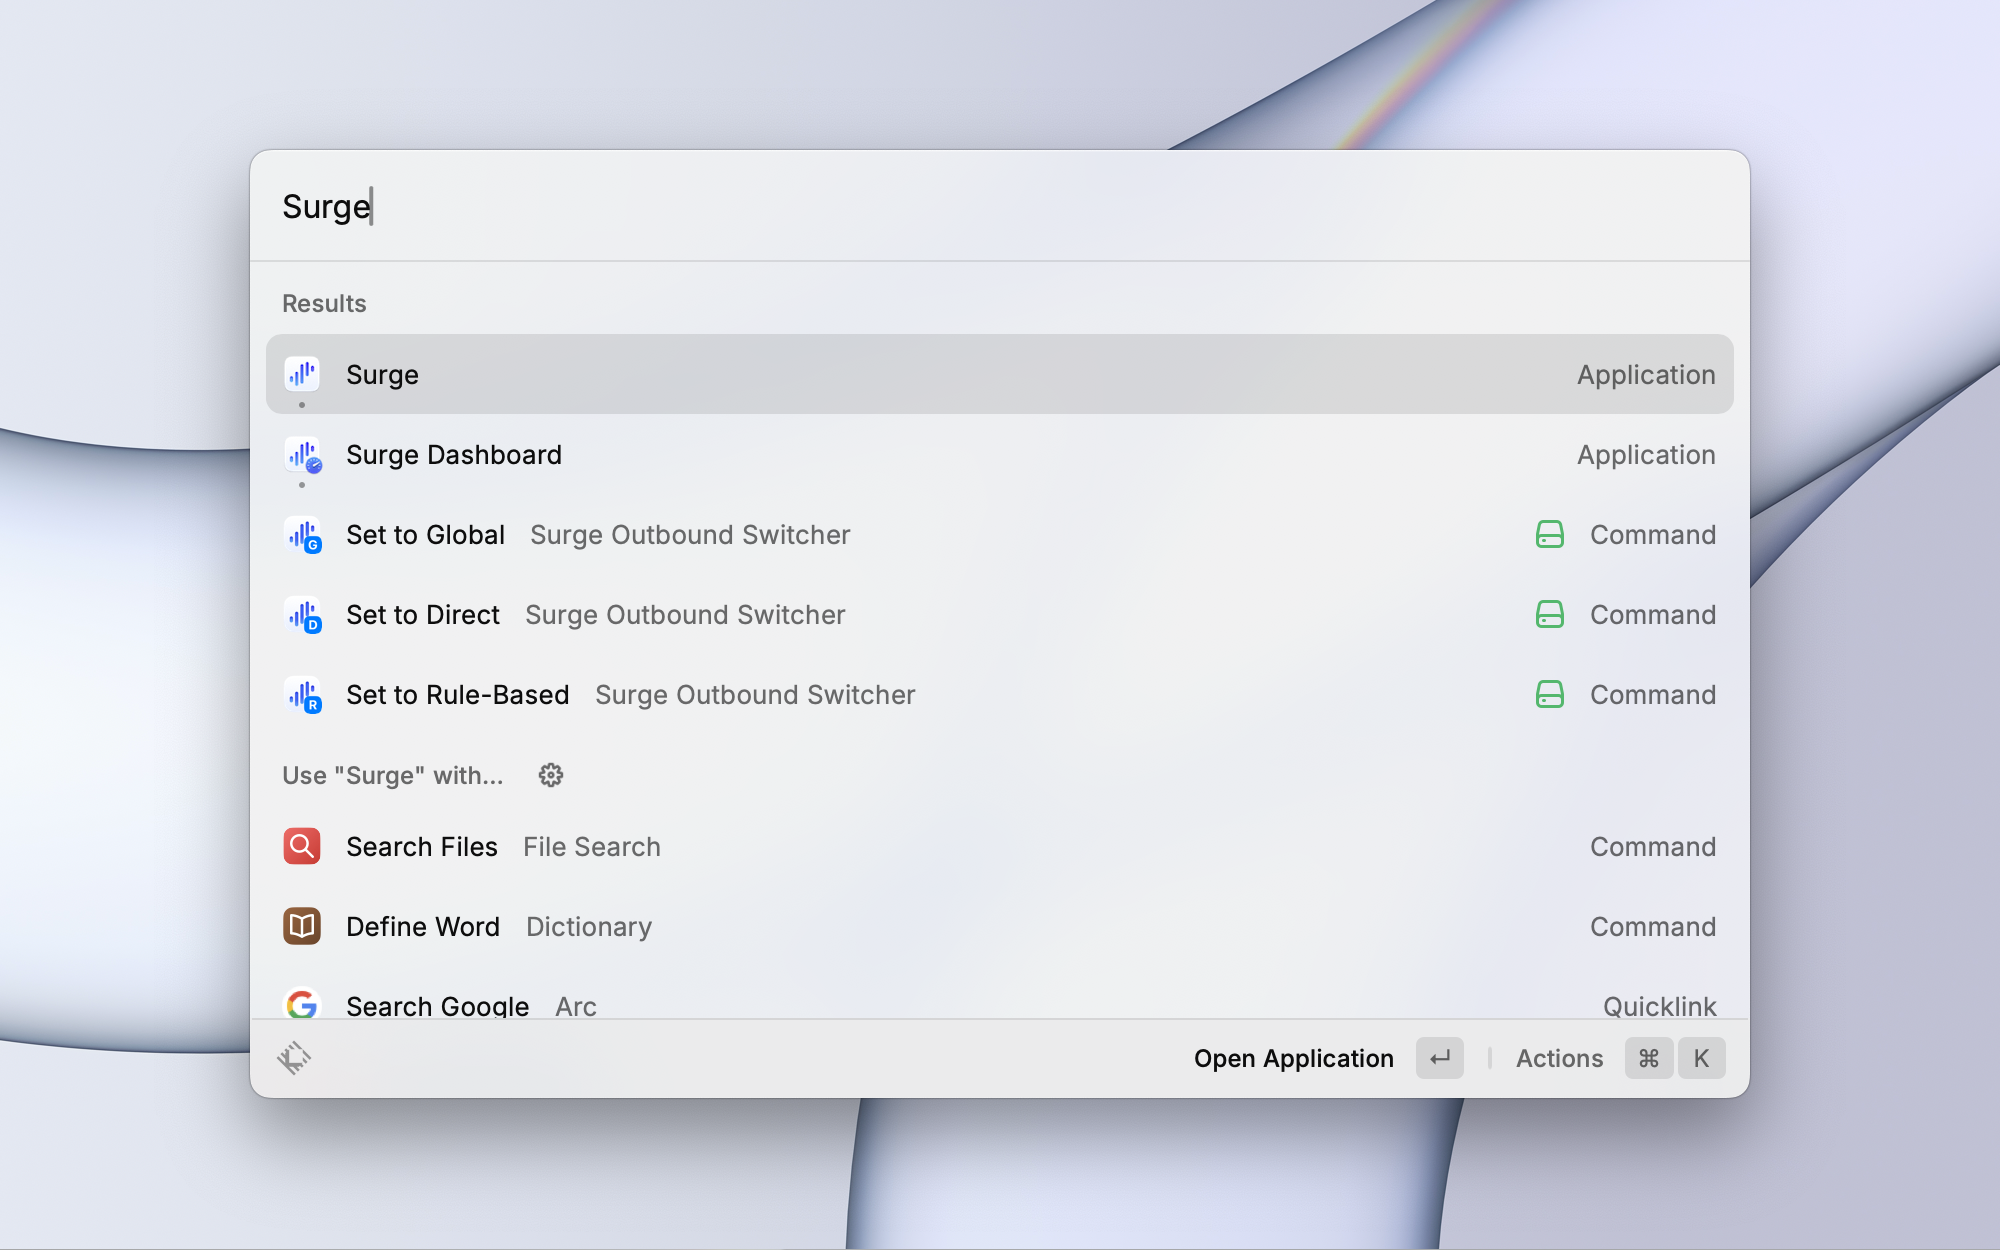 Surge
Results
Surge Application
Surge Dashboard Application
G Set to Global Surge Outbound Switcher Command
D Set to Direct Surge Outbound Switcher Command
R Set to Rule-Based Surge Outbound Switcher Command
Use "Surge" with...
Search Files File Search Command
Define Word Dictionary Command
G Search Google Arc Quicklink
Open Application ↵ Actions ⌘ K